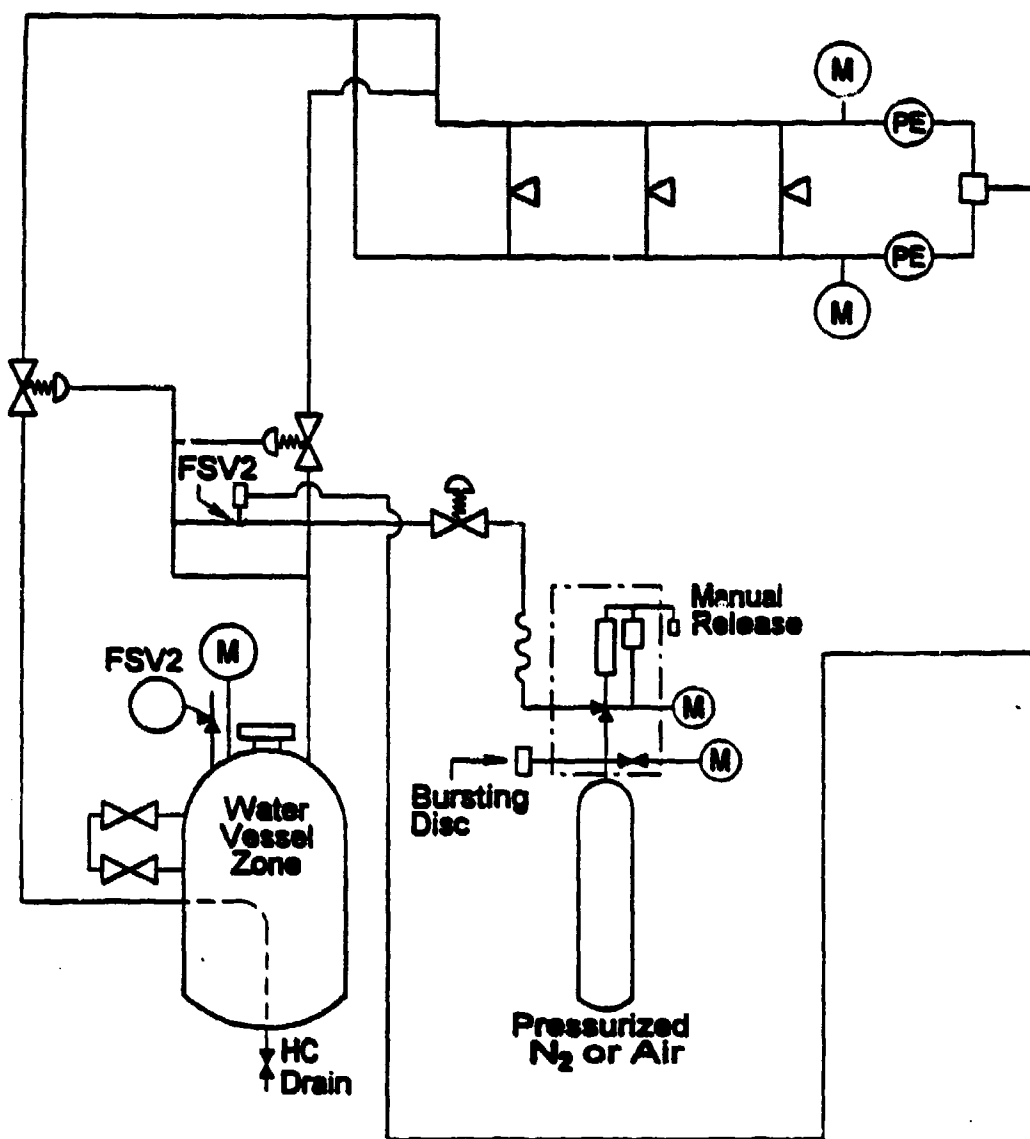 M
PE
PE
M
FSV2
Manual
Release
FSV2
M
M
M
Bursting
Disc
Water
Vessel
Zone
Pressurized
N₂ or Air
HC
Drain